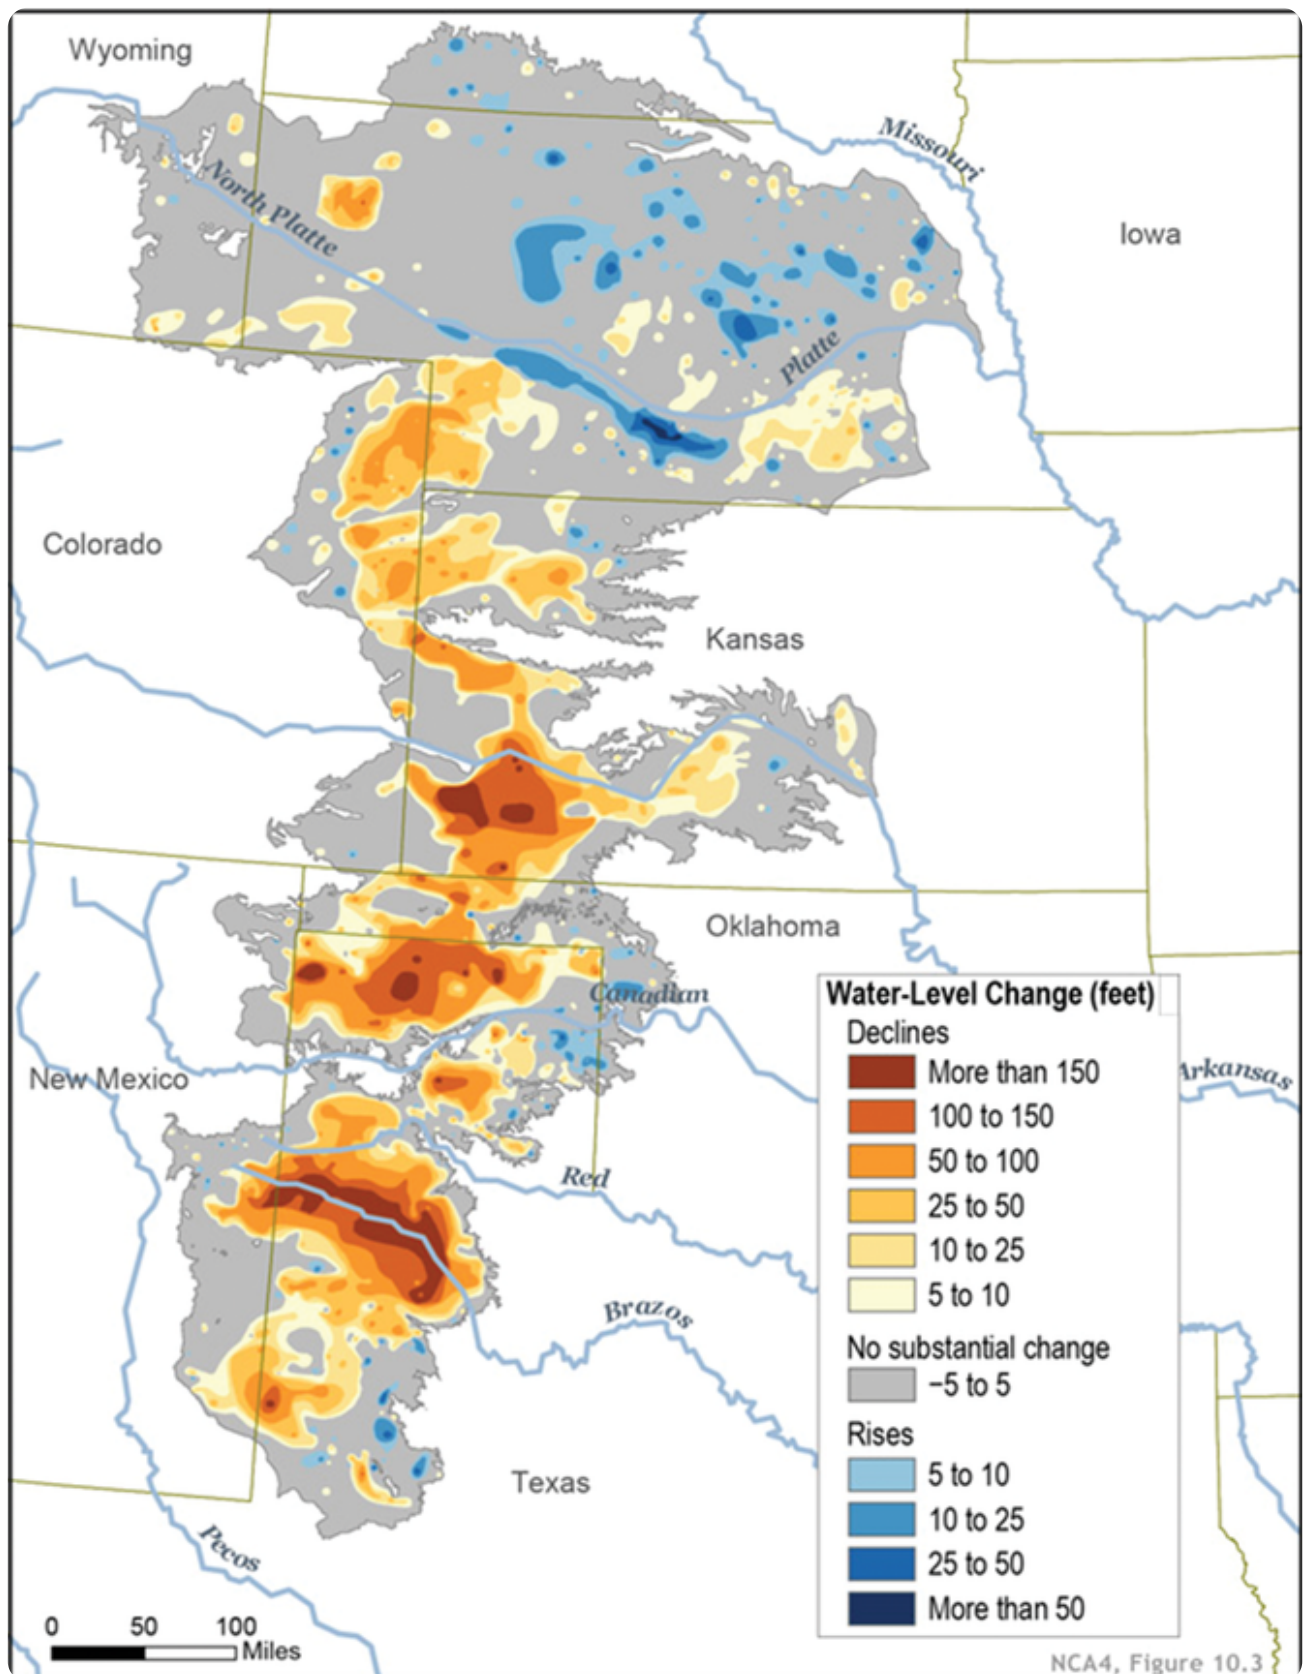 Wyoming
Missouri
North Platte
Iowa
Platte
Colorado
Kansas
Oklahoma
Canadian
New Mexico
Arkansas
Red
Brazos
Texas
Pecos
Water-Level Change (feet)
Declines
More than 150
100 to 150
50 to 100
25 to 50
10 to 25
5 to 10
No substantial change
−5 to 5
Rises
5 to 10
10 to 25
25 to 50
More than 50
0 50 100
Miles
NCA4, Figure 10.3